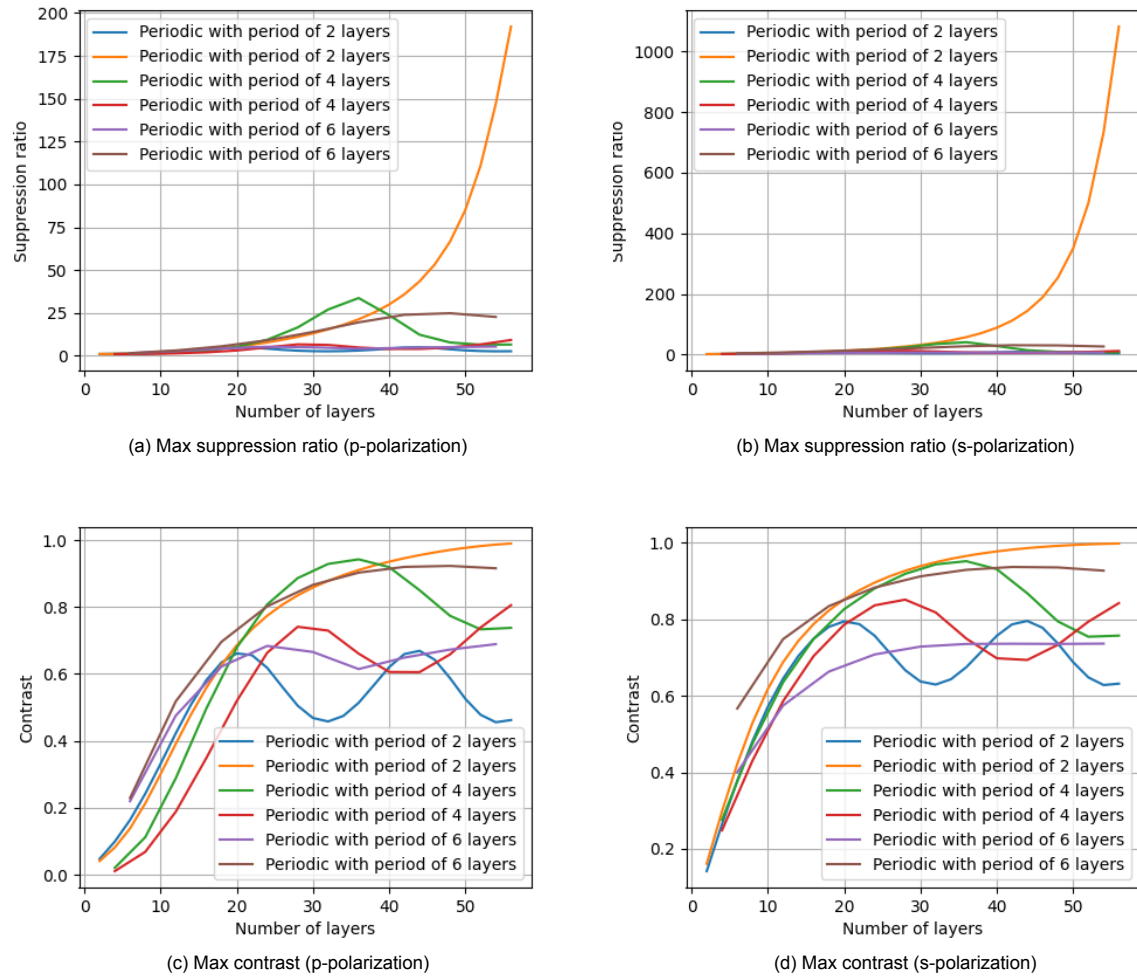 200
175
150
125
100
75
50
25
0
Suppression ratio
Periodic with period of 2 layers
Periodic with period of 2 layers
Periodic with period of 4 layers
Periodic with period of 4 layers
Periodic with period of 6 layers
Periodic with period of 6 layers
0 10 20 30 40 50
Number of layers
(a) Max suppression ratio (p-polarization)
1000
800
600
400
200
0
Suppression ratio
Periodic with period of 2 layers
Periodic with period of 2 layers
Periodic with period of 4 layers
Periodic with period of 4 layers
Periodic with period of 6 layers
Periodic with period of 6 layers
0 10 20 30 40 50
Number of layers
(b) Max suppression ratio (s-polarization)
1.0
0.8
0.6
0.4
0.2
0.0
Contrast
Periodic with period of 2 layers
Periodic with period of 2 layers
Periodic with period of 4 layers
Periodic with period of 4 layers
Periodic with period of 6 layers
Periodic with period of 6 layers
0 10 20 30 40 50
Number of layers
(c) Max contrast (p-polarization)
1.0
0.8
0.6
0.4
0.2
Contrast
Periodic with period of 2 layers
Periodic with period of 2 layers
Periodic with period of 4 layers
Periodic with period of 4 layers
Periodic with period of 6 layers
Periodic with period of 6 layers
0 10 20 30 40 50
Number of layers
(d) Max contrast (s-polarization)